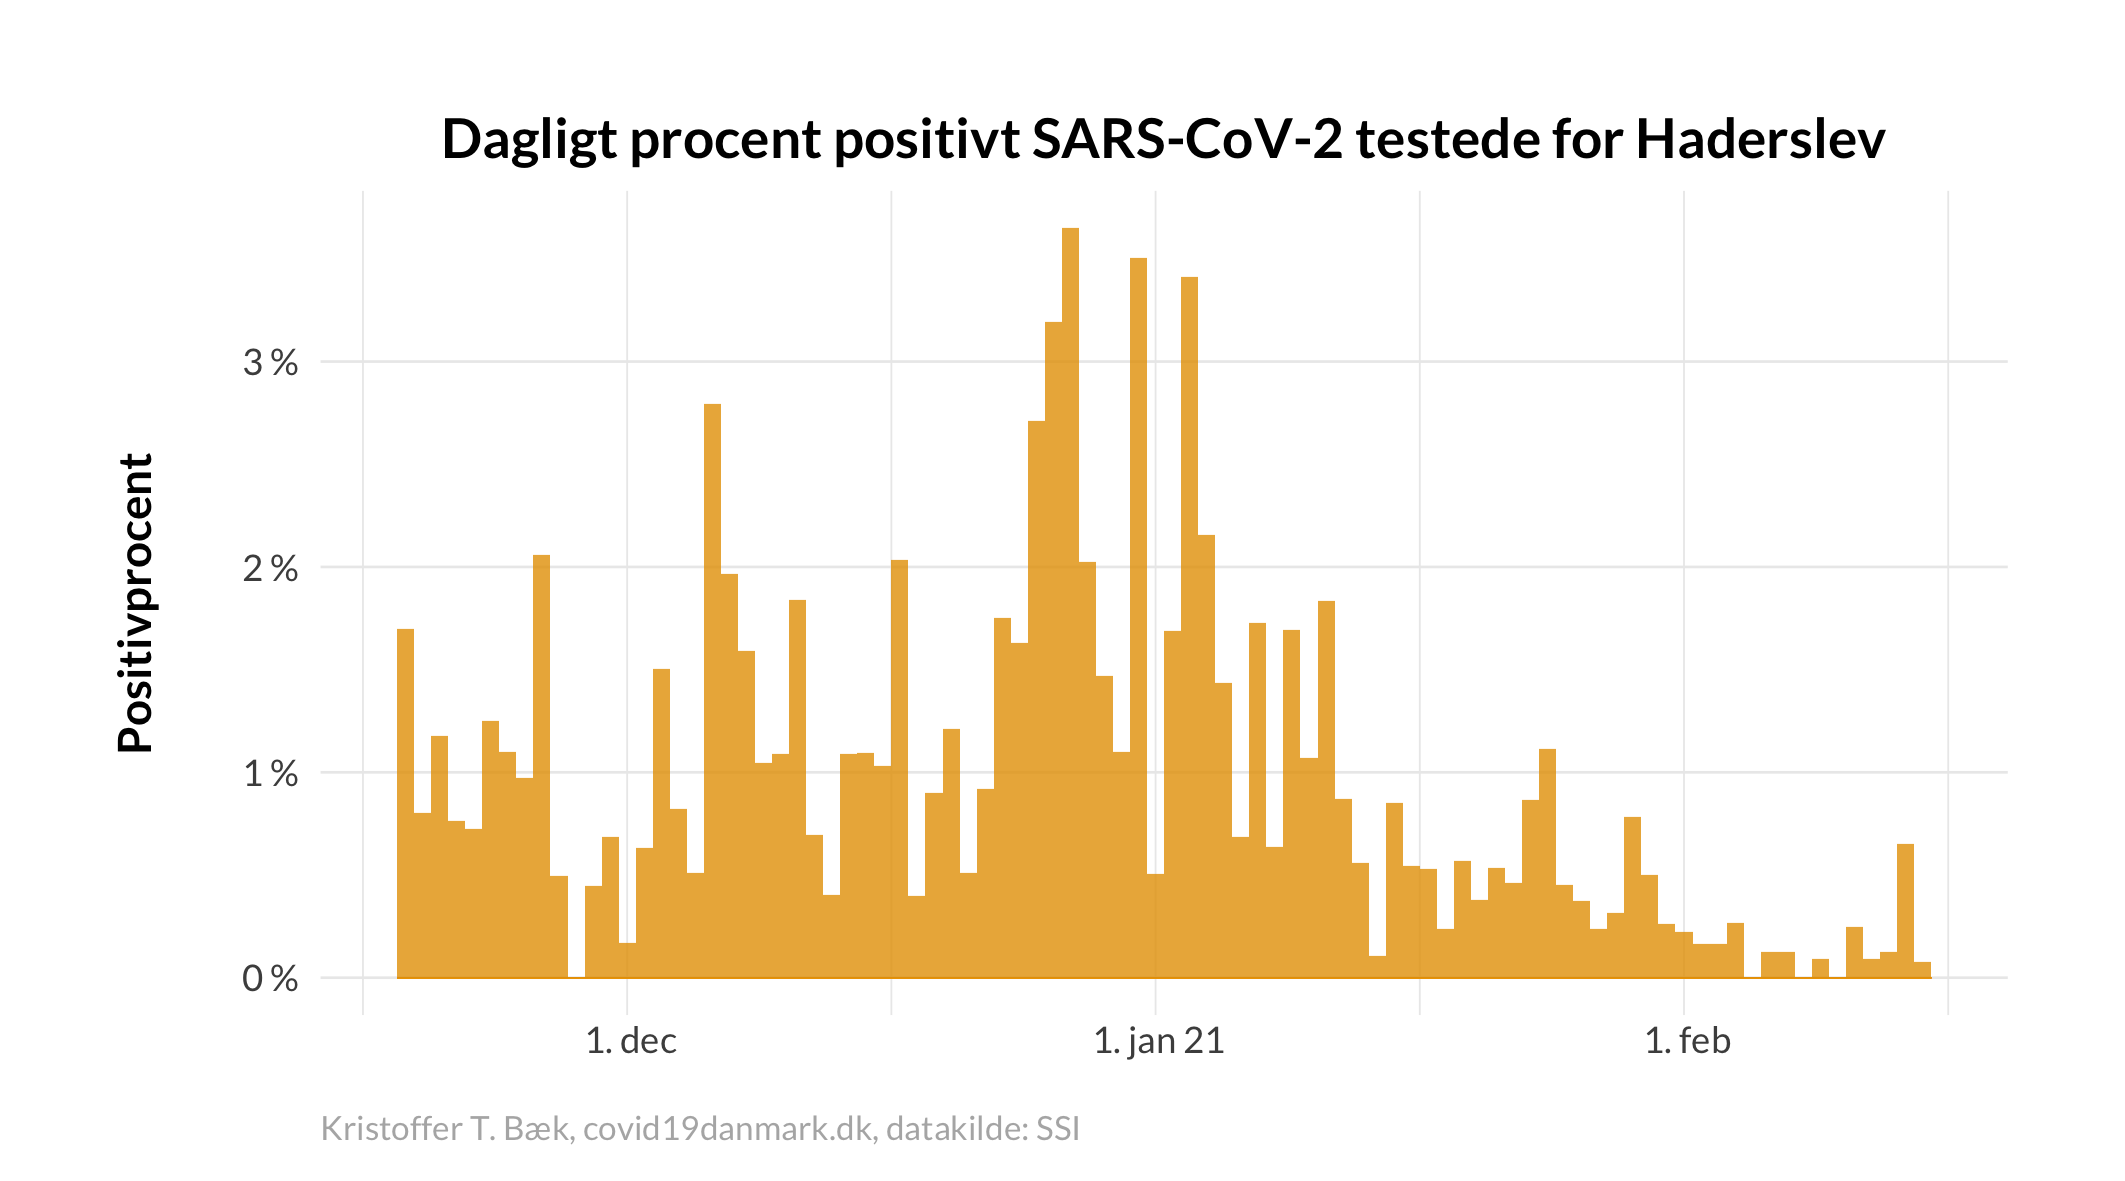 Dagligt procent positivt SARS-CoV-2 testede for Haderslev
Positivprocent
3 %
2 %
1 %
0 %
1. dec
1. jan 21
1. feb
Kristoffer T. Bæk, covid19danmark.dk, datakilde: SSI